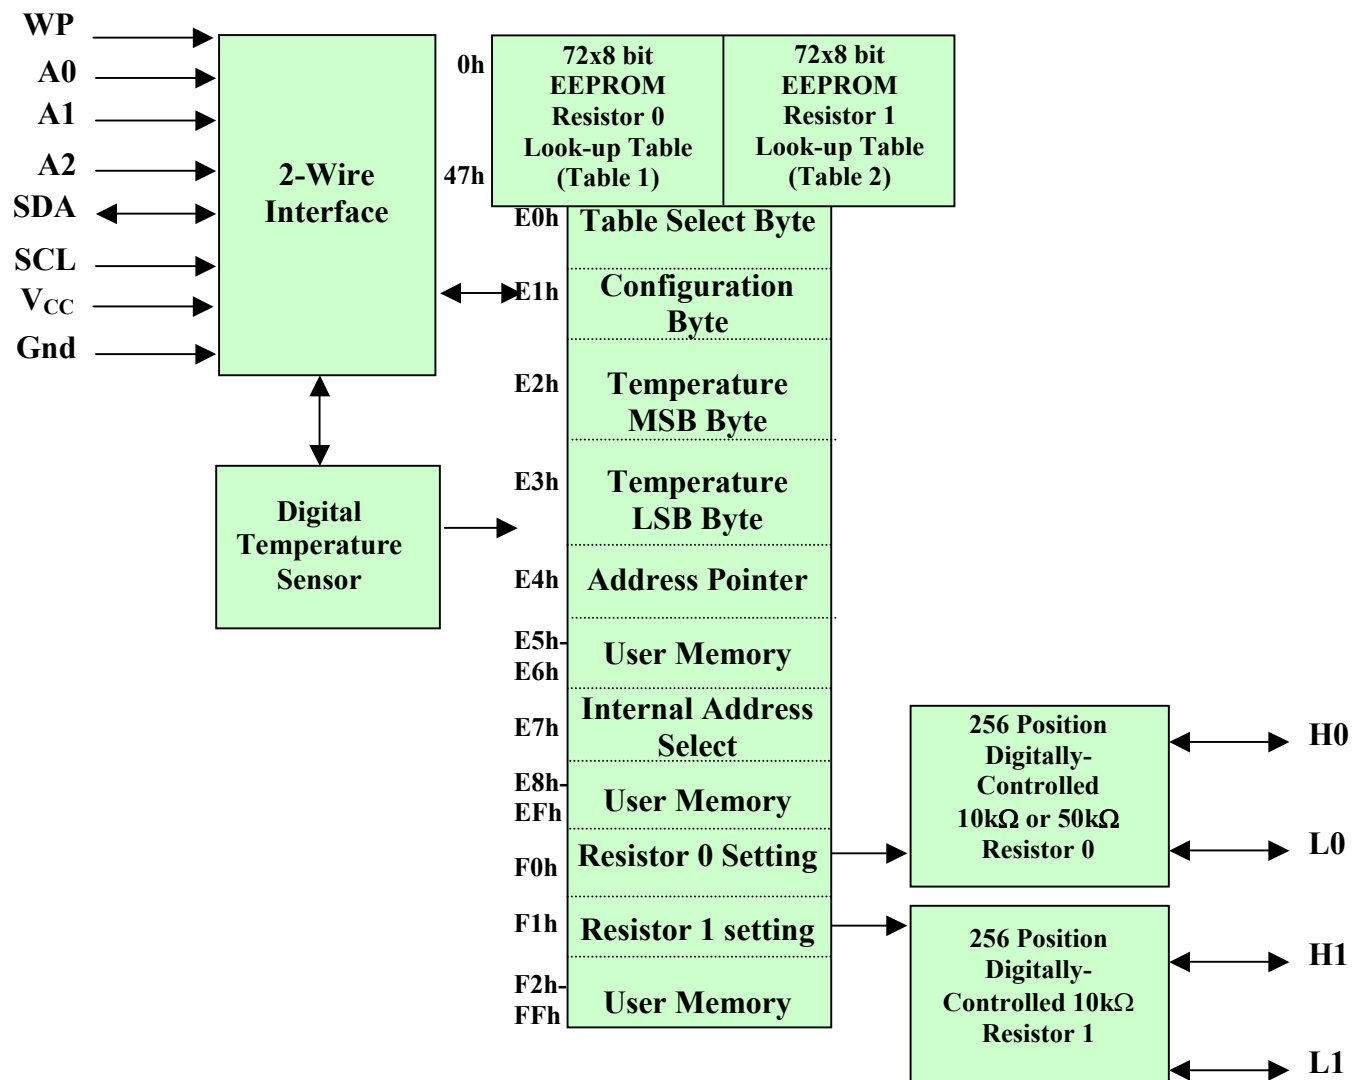 WP
A0
A1
A2
SDA
SCL
VCC
Gnd
2-Wire
Interface
Digital
Temperature
Sensor
0h
47h
72x8 bit
EEPROM
Resistor 0
Look-up Table
(Table 1)
72x8 bit
EEPROM
Resistor 1
Look-up Table
(Table 2)
E0h
Table Select Byte
E1h
Configuration
Byte
E2h
Temperature
MSB Byte
E3h
Temperature
LSB Byte
E4h
Address Pointer
E5h-
E6h
User Memory
E7h
Internal Address
Select
E8h-
EFh
User Memory
F0h
Resistor 0 Setting
F1h
Resistor 1 setting
F2h-
FFh
User Memory
256 Position
Digitally-
Controlled
10kΩ or 50kΩ
Resistor 0
H0
L0
256 Position
Digitally-
Controlled 10kΩ
Resistor 1
H1
L1